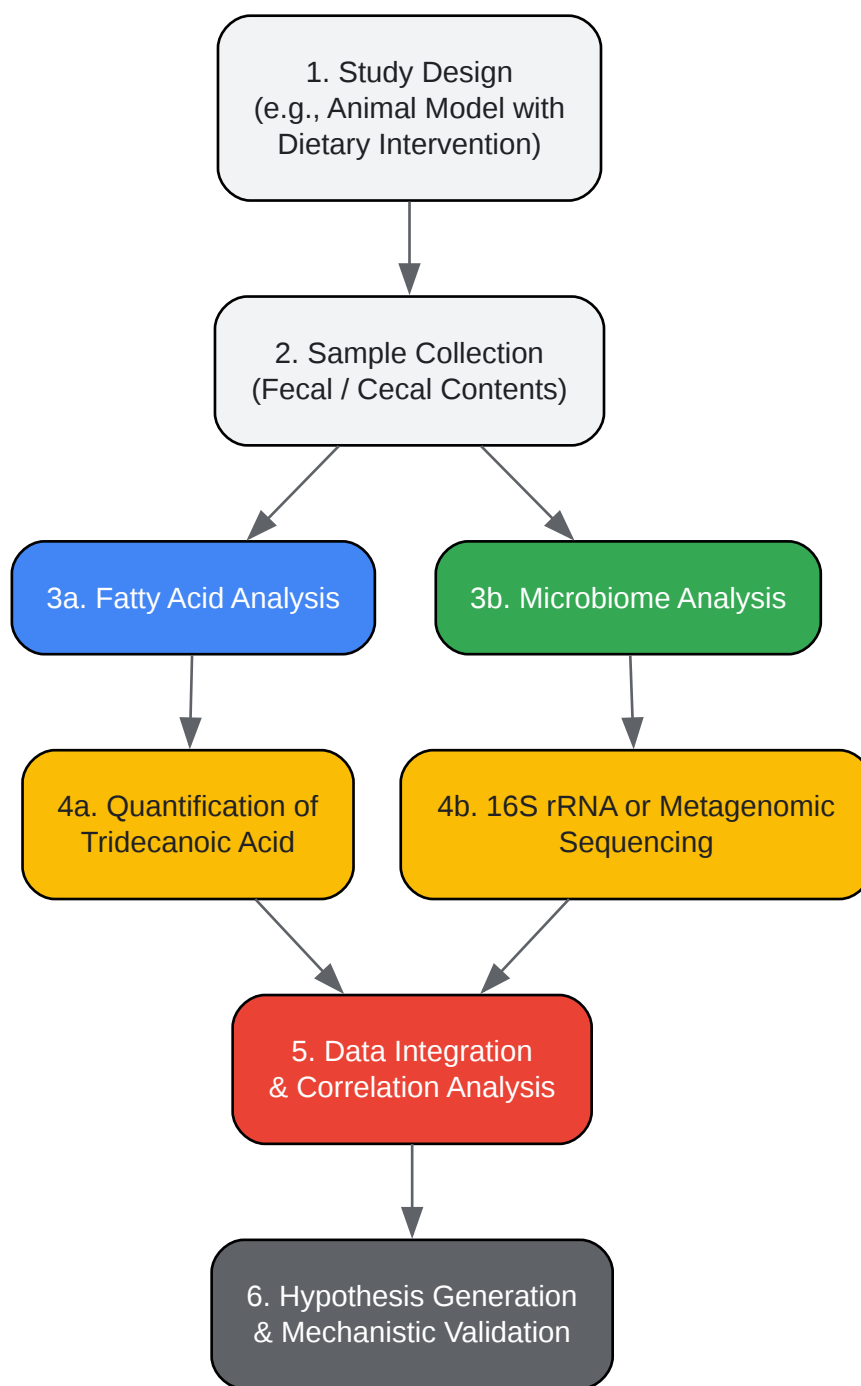 1. Study Design
(e.g., Animal Model with
Dietary Intervention)
2. Sample Collection
(Fecal / Cecal Contents)
3a. Fatty Acid Analysis
3b. Microbiome Analysis
4a. Quantification of
Tridecanoic Acid
4b. 16S rRNA or Metagenomic
Sequencing
5. Data Integration
& Correlation Analysis
6. Hypothesis Generation
& Mechanistic Validation